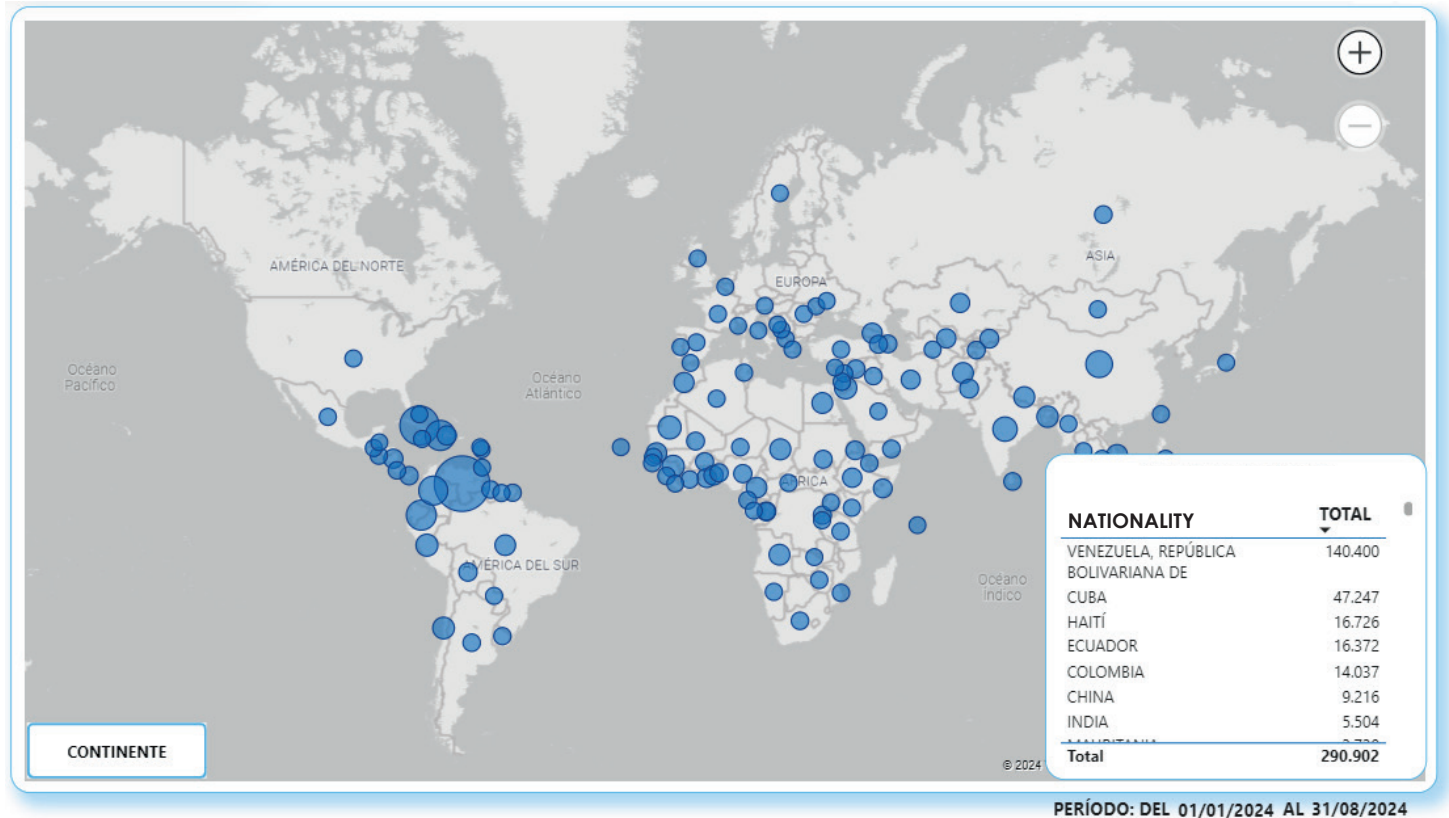 AMÉRICA DEL NORTE
EUROPA
ASIA
Océano
Pacífico
Océano
Atlántico
ÁFRICA
AMÉRICA DEL SUR
Océano
Índico
NATIONALITY TOTAL
VENEZUELA, REPÚBLICA 140.400
BOLIVARIANA DE
CUBA 47.247
HAITÍ 16.726
ECUADOR 16.372
COLOMBIA 14.037
CHINA 9.216
INDIA 5.504
Total 290.902
CONTINENTE
© 2024
PERÍODO: DEL 01/01/2024 AL 31/08/2024